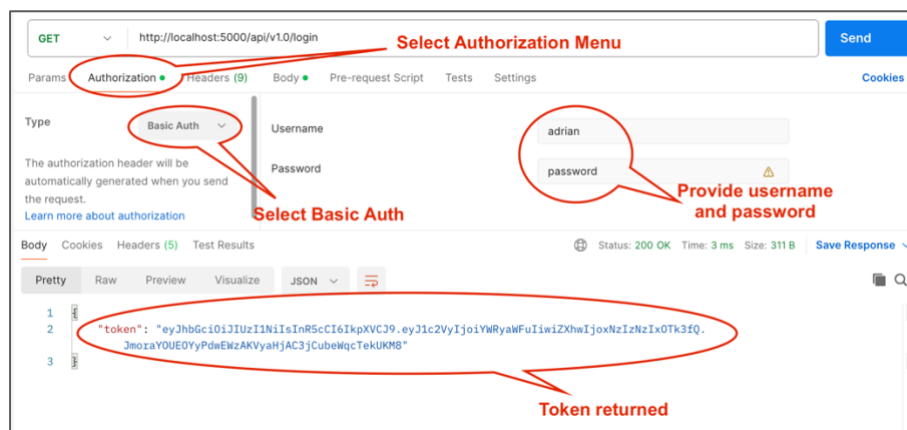 GET http://localhost:5000/api/v1.0/login Send
Select Authorization Menu
Params Authorization Headers (9) Body Pre-request Script Tests Settings Cookies
Type Basic Auth Username adrian
The authorization header will be
automatically generated when you send
the request.
Learn more about authorization
Password password
Select Basic Auth
Provide username
and password
Body Cookies Headers (5) Test Results Status: 200 OK Time: 3 ms Size: 311 B Save Response
Pretty Raw Preview Visualize JSON
1 {
2 "token": "eyJhbGciOiJIUzI1NiIsInR5cCI6IkpXVCJ9.eyJ1c2VyIjoiYWRyaWFuIiwiZXhwIjoxNzIzNzIxOTk3fQ.
JmoraYOUEOYyPdwEWzAKVyaHjAC3jCubeWqcTekUKM8"
3 }
Token returned